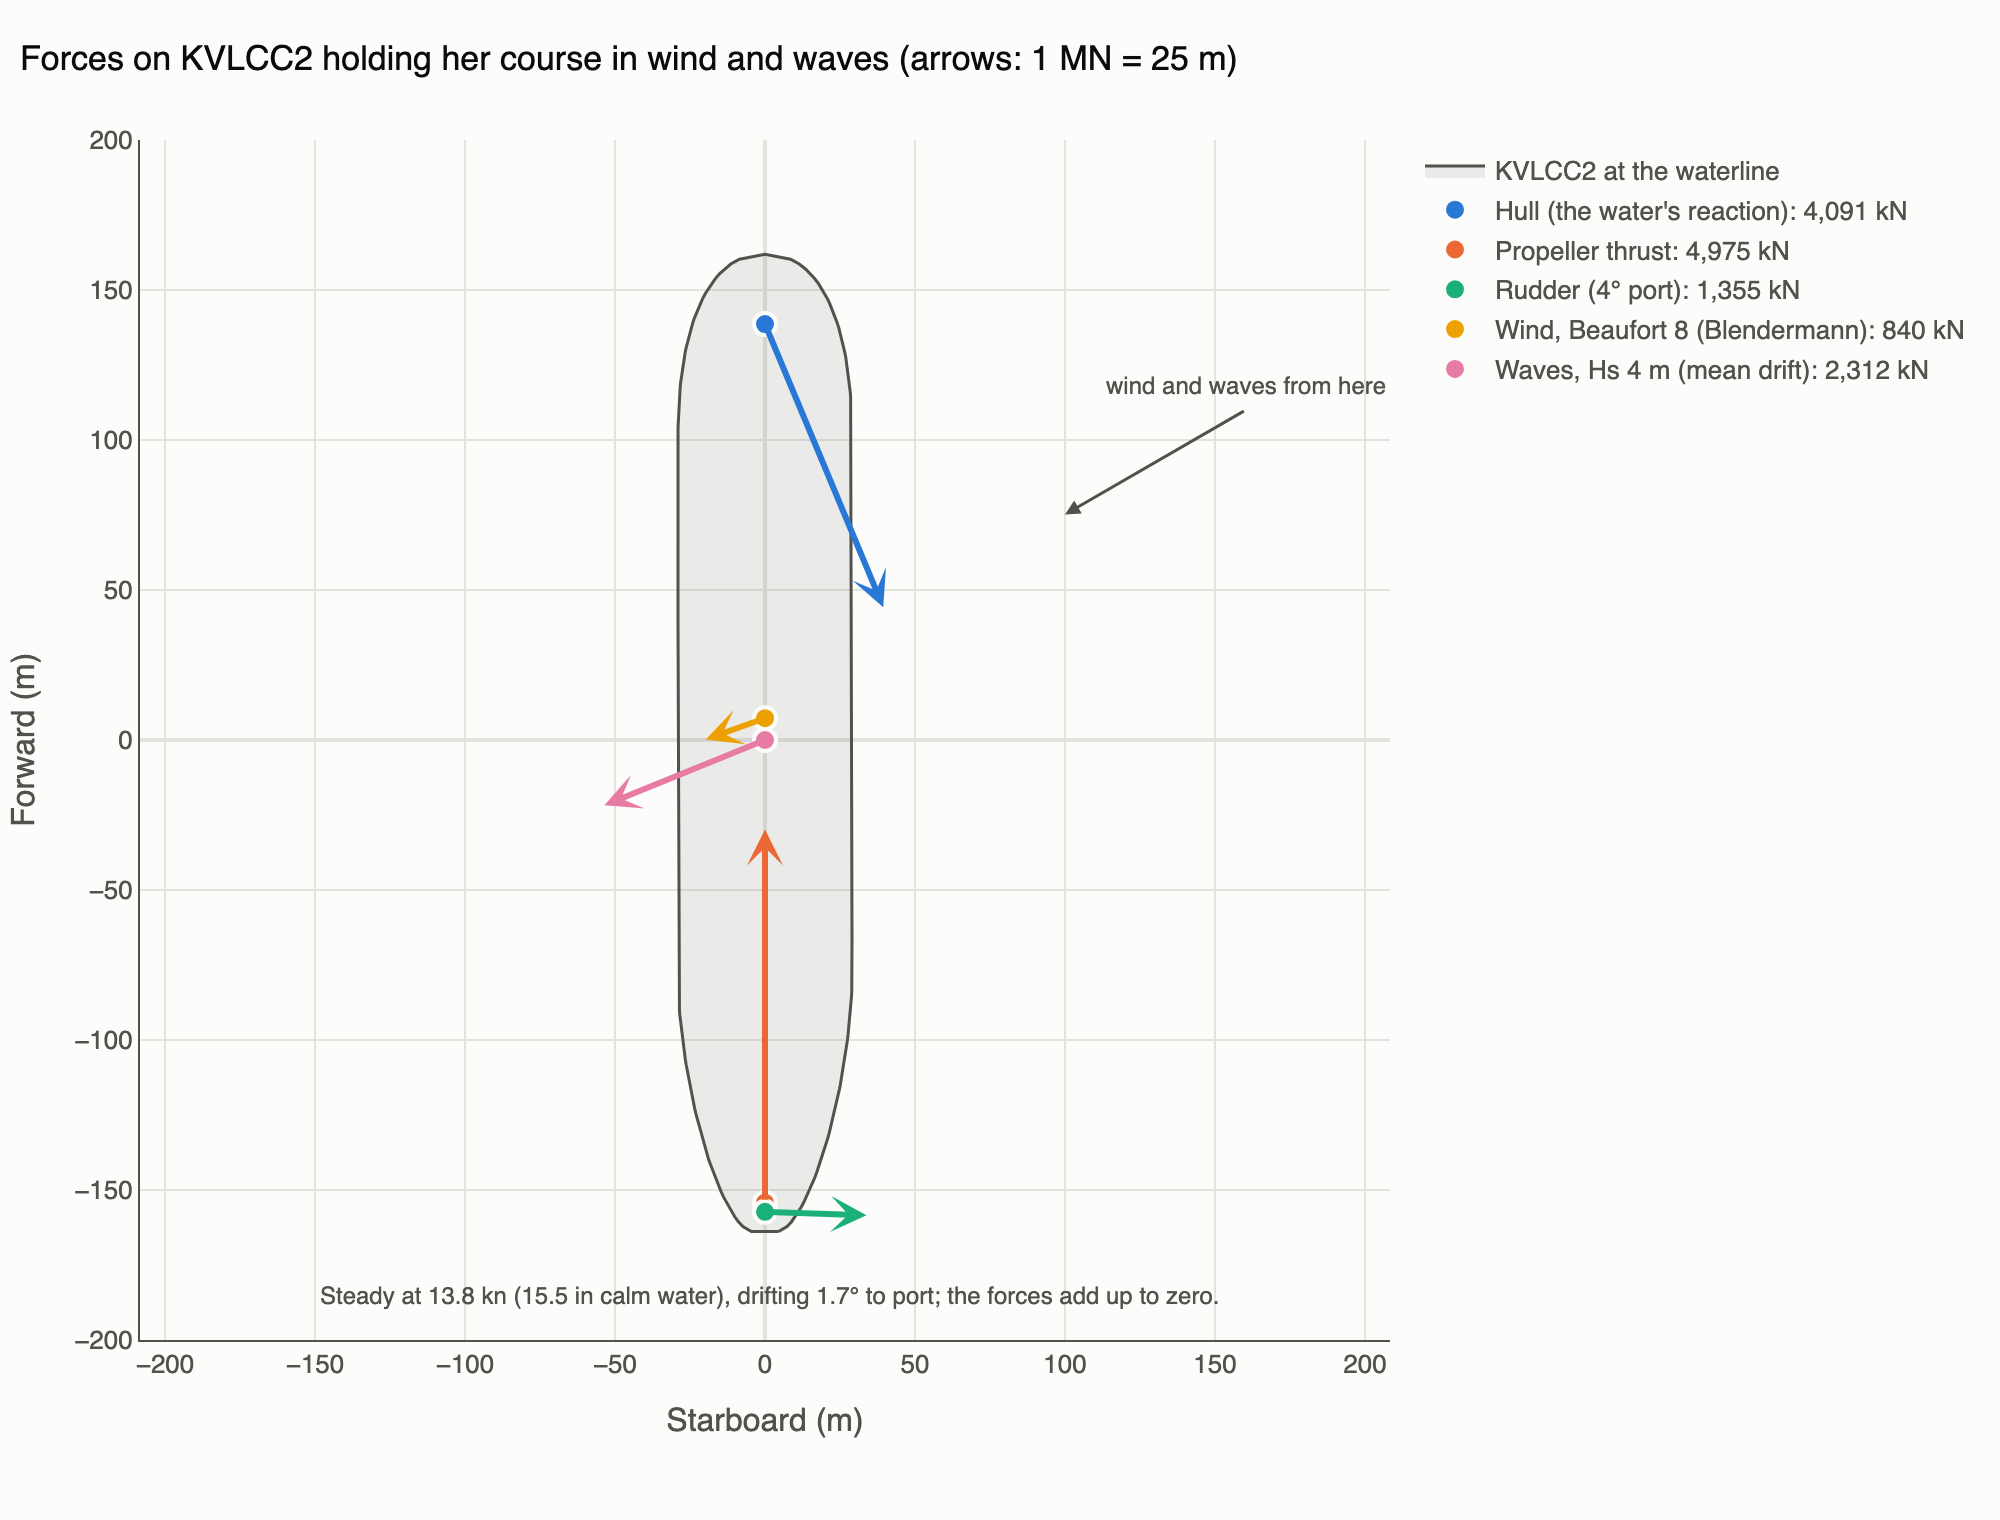 Forces on KVLCC2 holding her course in wind and waves (arrows: 1 MN = 25 m)
KVLCC2 at the waterline
Hull (the water's reaction): 4,091 kN
Propeller thrust: 4,975 kN
Rudder (4° port): 1,355 kN
Wind, Beaufort 8 (Blendermann): 840 kN
Waves, Hs 4 m (mean drift): 2,312 kN
wind and waves from here
Forward (m)
200
150
100
50
0
−50
−100
−150
−200
Steady at 13.8 kn (15.5 in calm water), drifting 1.7° to port; the forces add up to zero.
−200 −150 −100 −50 0 50 100 150 200
Starboard (m)